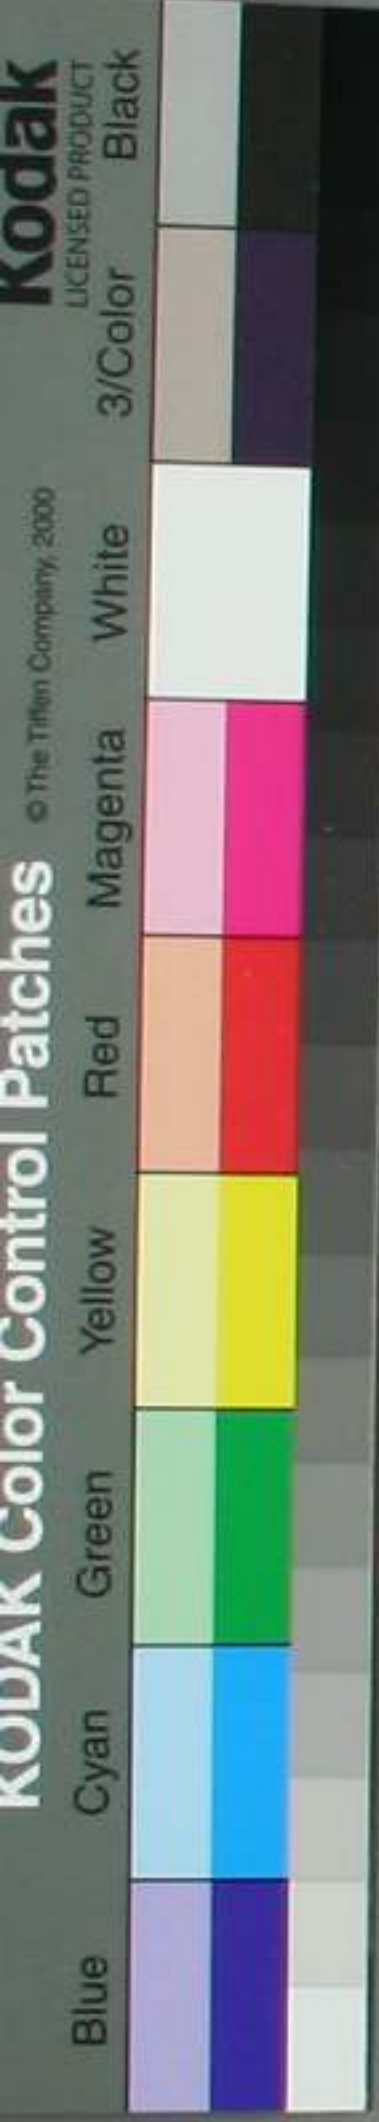 KODAK Color Control Patches
© The Tiffen Company, 2000
Kodak
LICENSED PRODUCT
Blue Cyan Green Yellow Red Magenta White 3/Color Black